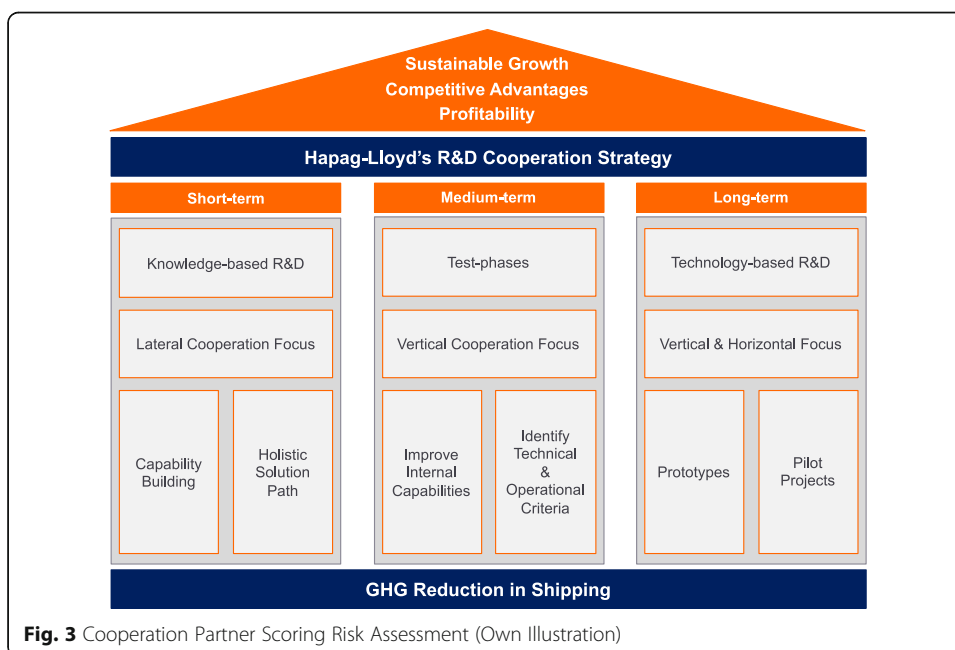 Sustainable Growth
Competitive Advantages
Profitability
Hapag-Lloyd's R&D Cooperation Strategy
Short-term
Medium-term
Long-term
Knowledge-based R&D
Test-phases
Technology-based R&D
Lateral Cooperation Focus
Vertical Cooperation Focus
Vertical & Horizontal Focus
Capability
Building
Holistic
Solution
Path
Improve
Internal
Capabilities
Identify
Technical
&
Operational
Criteria
Prototypes
Pilot
Projects
GHG Reduction in Shipping
Fig. 3 Cooperation Partner Scoring Risk Assessment (Own Illustration)